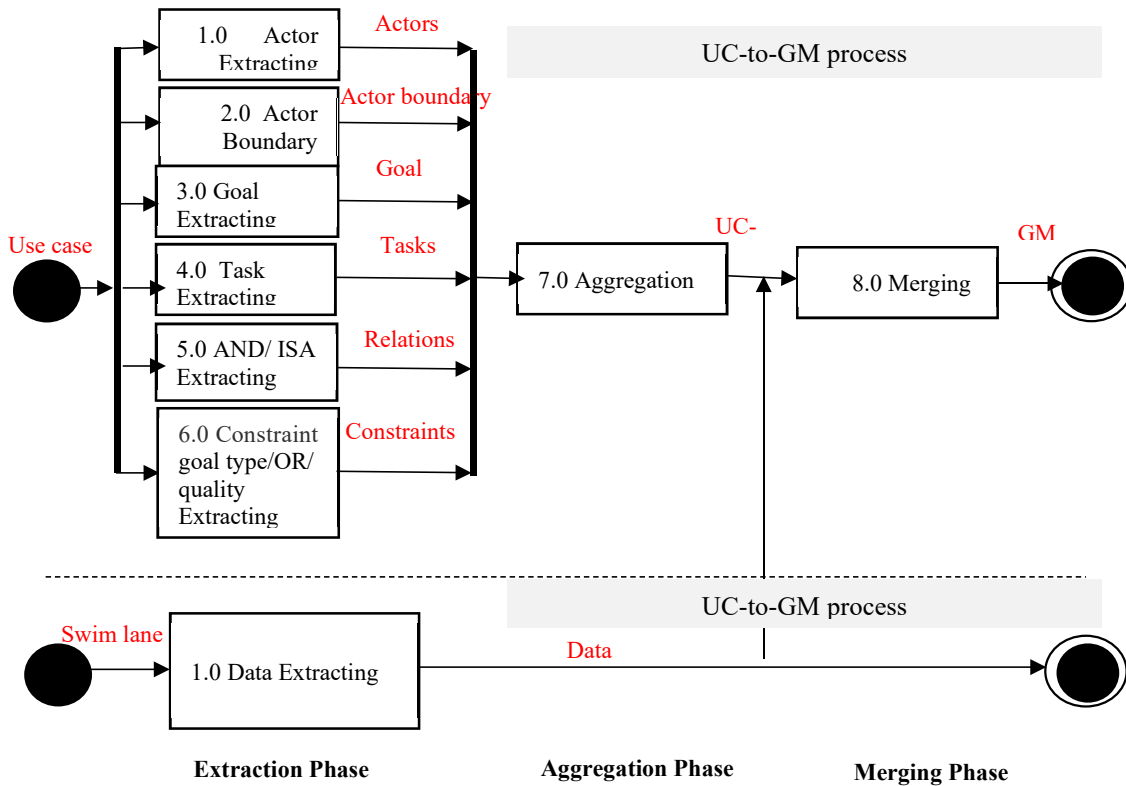 1.0 Actor
Extracting
Actors
UC-to-GM process
2.0 Actor
Boundary
Actor boundary
3.0 Goal
Extracting
Goal
Use case
4.0 Task
Extracting
Tasks
7.0 Aggregation
UC-
8.0 Merging
GM
5.0 AND/ ISA
Extracting
Relations
6.0 Constraint
goal type/OR/
quality
Extracting
Constraints
UC-to-GM process
Swim lane
1.0 Data Extracting
Data
Extraction Phase
Aggregation Phase
Merging Phase